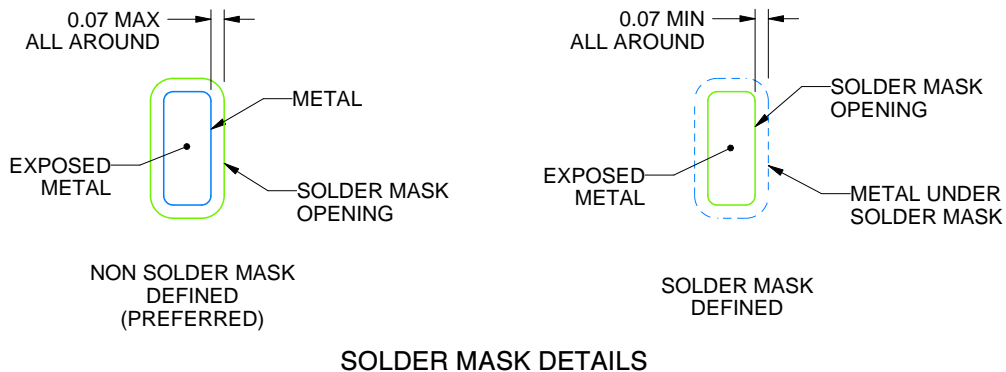 0.07 MAX
ALL AROUND
METAL
EXPOSED
METAL
SOLDER MASK
OPENING
NON SOLDER MASK
DEFINED
(PREFERRED)
0.07 MIN
ALL AROUND
SOLDER MASK
OPENING
EXPOSED
METAL
METAL UNDER
SOLDER MASK
SOLDER MASK
DEFINED
SOLDER MASK DETAILS